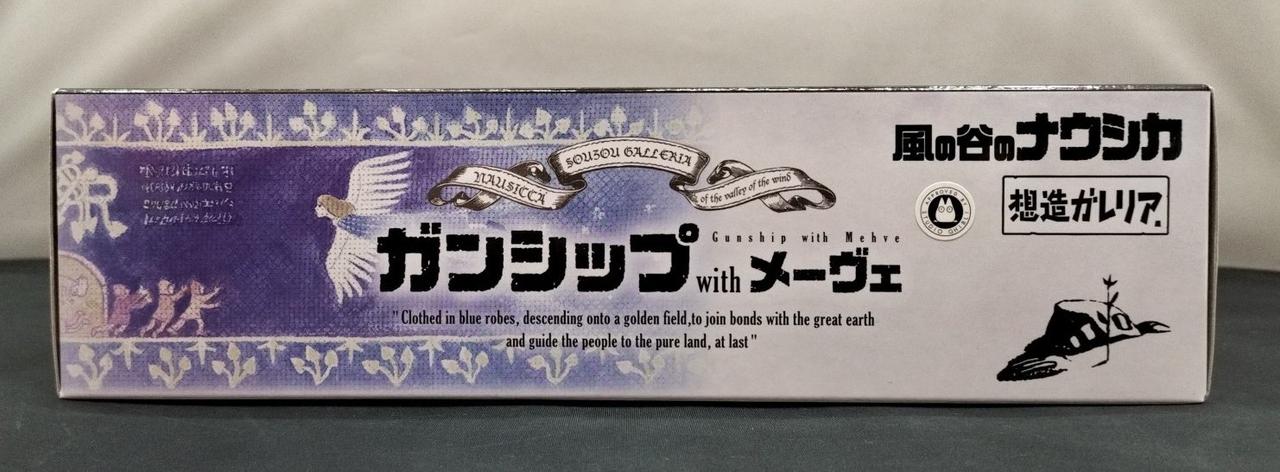 風の谷のナウシカ
SOUZOU GALLERIA
NAUSICCA
of the valley of the wind
想造ガレリア.
Gunship with Mehve
ガンシップ with メーヴェ
"Clothed in blue robes, descending onto a golden field,to join bonds with the great earth
and guide the people to the pure land, at last"